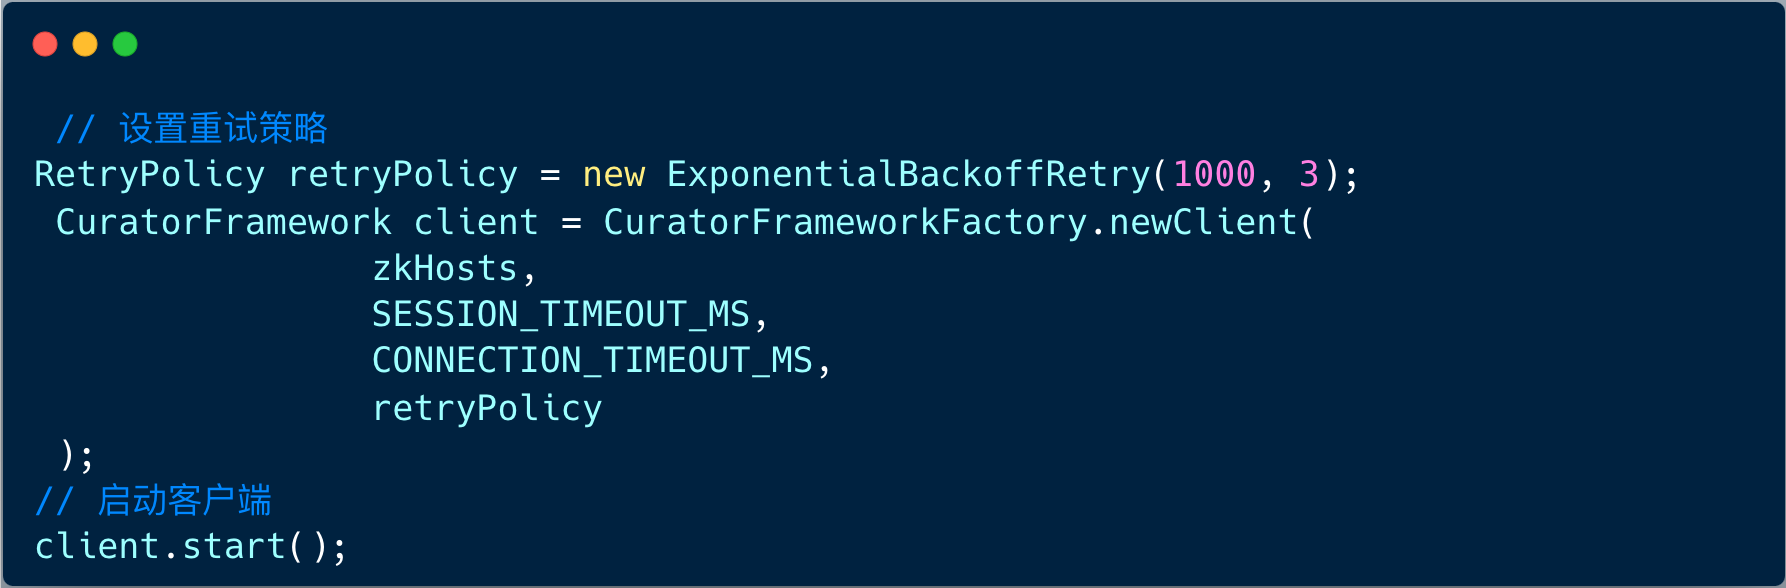 // 设置重试策略
RetryPolicy retryPolicy = new ExponentialBackoffRetry(1000, 3);
CuratorFramework client = CuratorFrameworkFactory.newClient(
zkHosts,
SESSION_TIMEOUT_MS,
CONNECTION_TIMEOUT_MS,
retryPolicy
);
// 启动客户端
client.start();